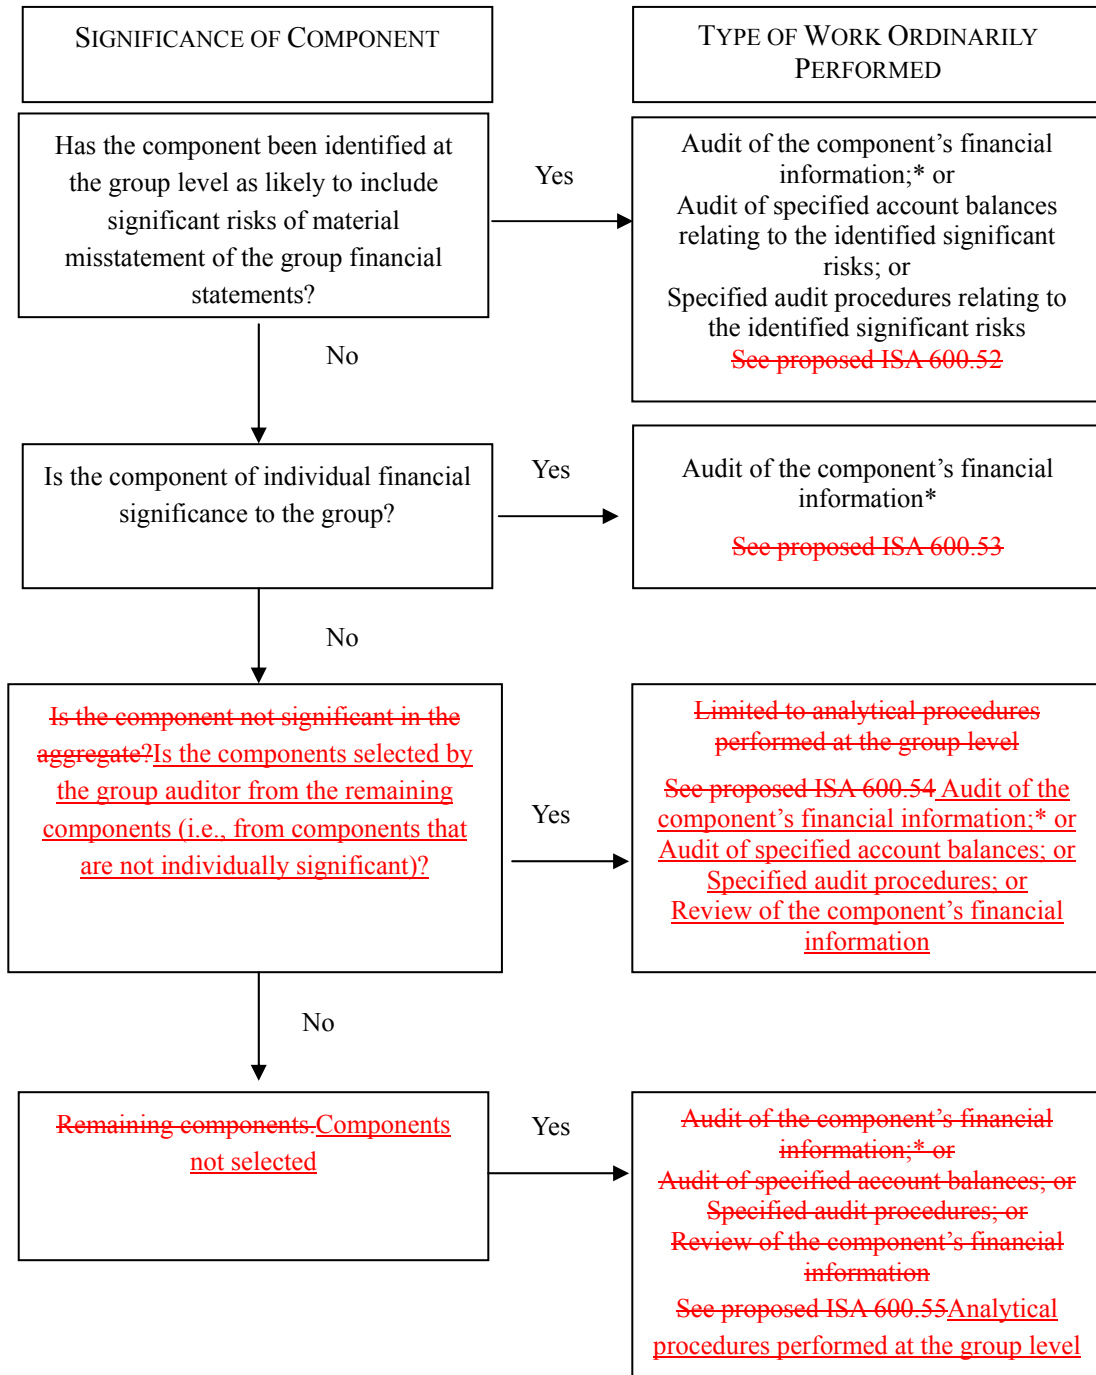 SIGNIFICANCE OF COMPONENT
TYPE OF WORK ORDINARILY
PERFORMED
Has the component been identified at
the group level as likely to include
significant risks of material
misstatement of the group financial
statements?
Yes
Audit of the component’s financial
information;* or
Audit of specified account balances
relating to the identified significant
risks; or
Specified audit procedures relating to
the identified significant risks
See proposed ISA 600.52
No
Is the component of individual financial
significance to the group?
Yes
Audit of the component’s financial
information*
See proposed ISA 600.53
No
Is the component not significant in the
aggregate?Is the components selected by
the group auditor from the remaining
components (i.e., from components that
are not individually significant)?
Yes
Limited to analytical procedures
performed at the group level
See proposed ISA 600.54 Audit of the
component’s financial information;* or
Audit of specified account balances; or
Specified audit procedures; or
Review of the component’s financial
information
No
Remaining components.Components
not selected
Yes
Audit of the component’s financial
information;* or
Audit of specified account balances; or
Specified audit procedures; or
Review of the component’s financial
information
See proposed ISA 600.55Analytical
procedures performed at the group level